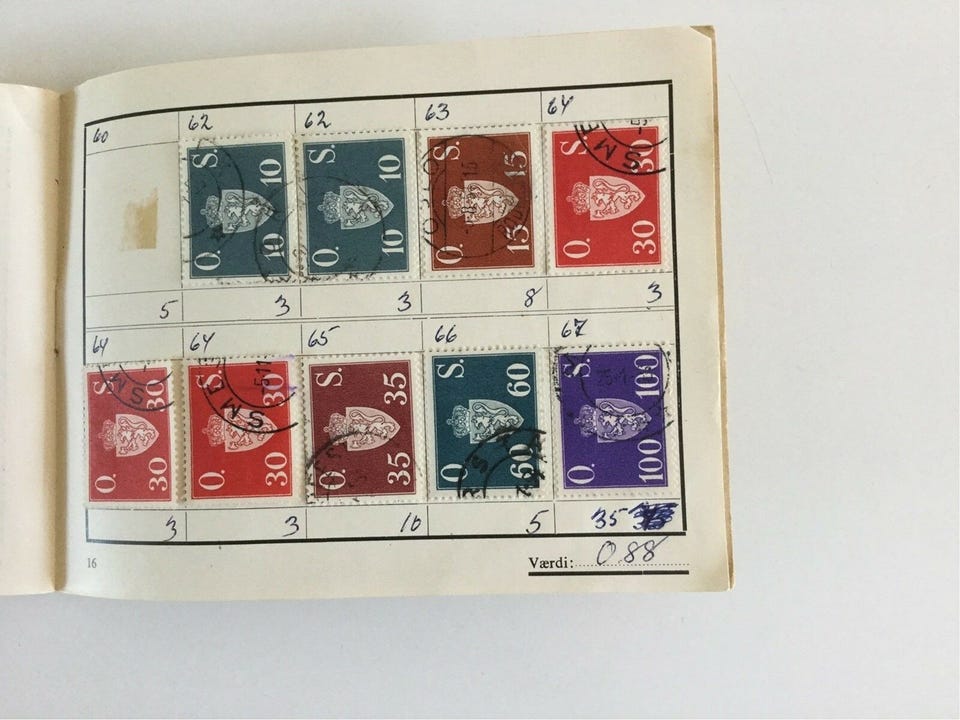 60 62 62 63 64
O. S. 10 10
O. S. 10 10
O. S. 15 15
O. S. 30 30
5 3 3 8 3
64 64 65 66 67
O. S. 30 30
O. S. 30 30
O. S. 35 35
O. S. 60 60
O. S. 100 100
3 3 10 5 35
16
Værdi: 0.88